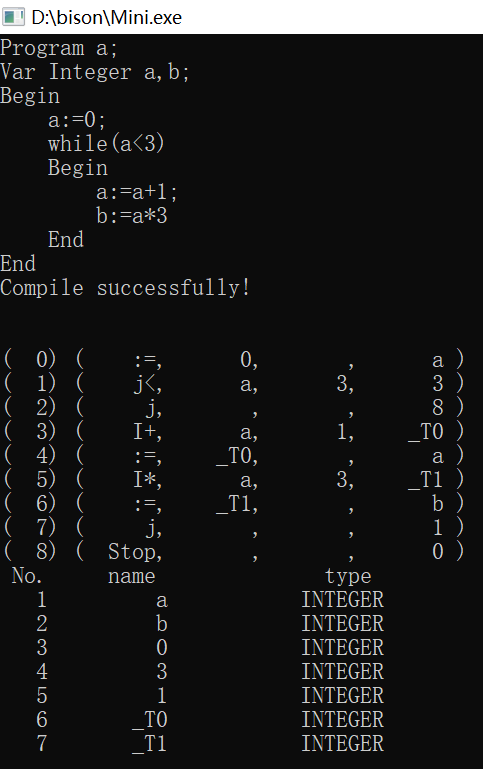 D:\bison\Mini.exe
Program a;
Var Integer a,b;
Begin
    a:=0;
    while(a<3)
    Begin
        a:=a+1;
        b:=a*3
    End
End
Compile successfully!
(  0) (    :=,      0,       ,      a )
(  1) (    j<,      a,      3,      3 )
(  2) (     j,       ,       ,      8 )
(  3) (    I+,      a,      1,    _T0 )
(  4) (    :=,    _T0,       ,      a )
(  5) (    I*,      a,      3,    _T1 )
(  6) (    :=,    _T1,       ,      b )
(  7) (     j,       ,       ,      1 )
(  8) (  Stop,       ,       ,      0 )
 No.     name              type
   1         a           INTEGER
   2         b           INTEGER
   3         0           INTEGER
   4         3           INTEGER
   5         1           INTEGER
   6       _T0           INTEGER
   7       _T1           INTEGER